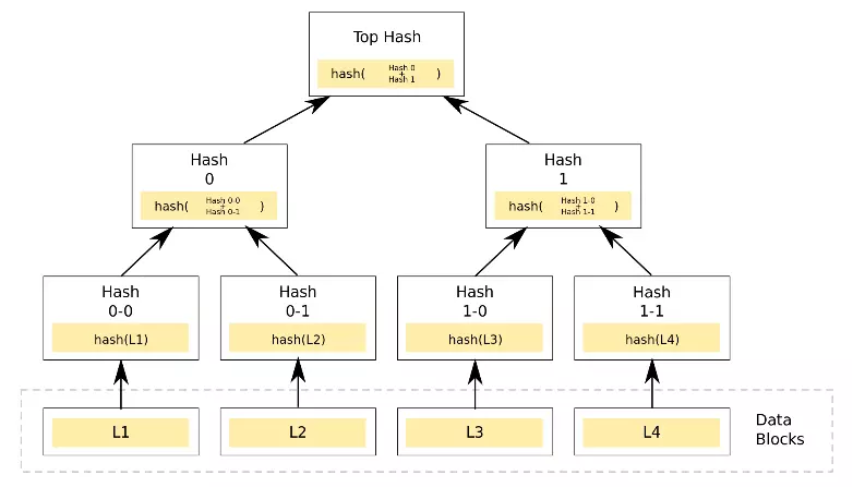 Top Hash
hash( Hash 0 + Hash 1 )
Hash
0
hash( Hash 0-0 + Hash 0-1 )
Hash
1
hash( Hash 1-0 + Hash 1-1 )
Hash
0-0
hash(L1)
Hash
0-1
hash(L2)
Hash
1-0
hash(L3)
Hash
1-1
hash(L4)
L1
L2
L3
L4
Data
Blocks